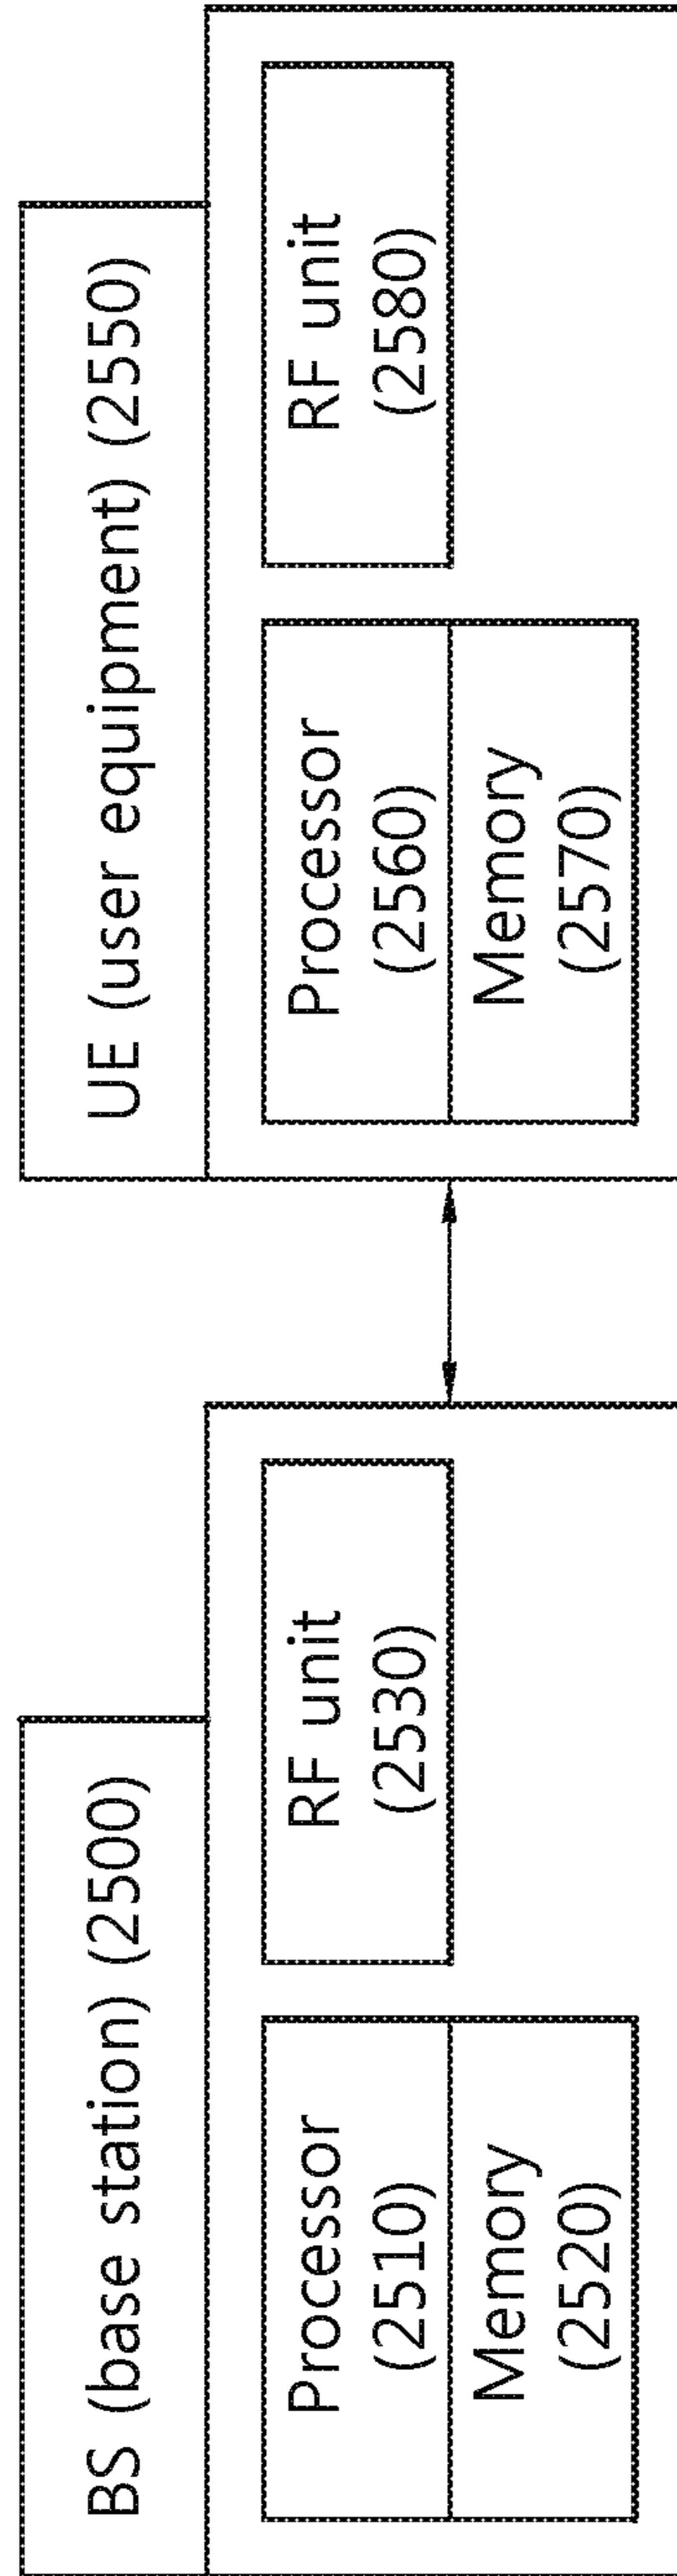 BS (base station) (2500)
Processor
(2510)
Memory
(2520)
RF unit
(2530)
UE (user equipment) (2550)
Processor
(2560)
Memory
(2570)
RF unit
(2580)